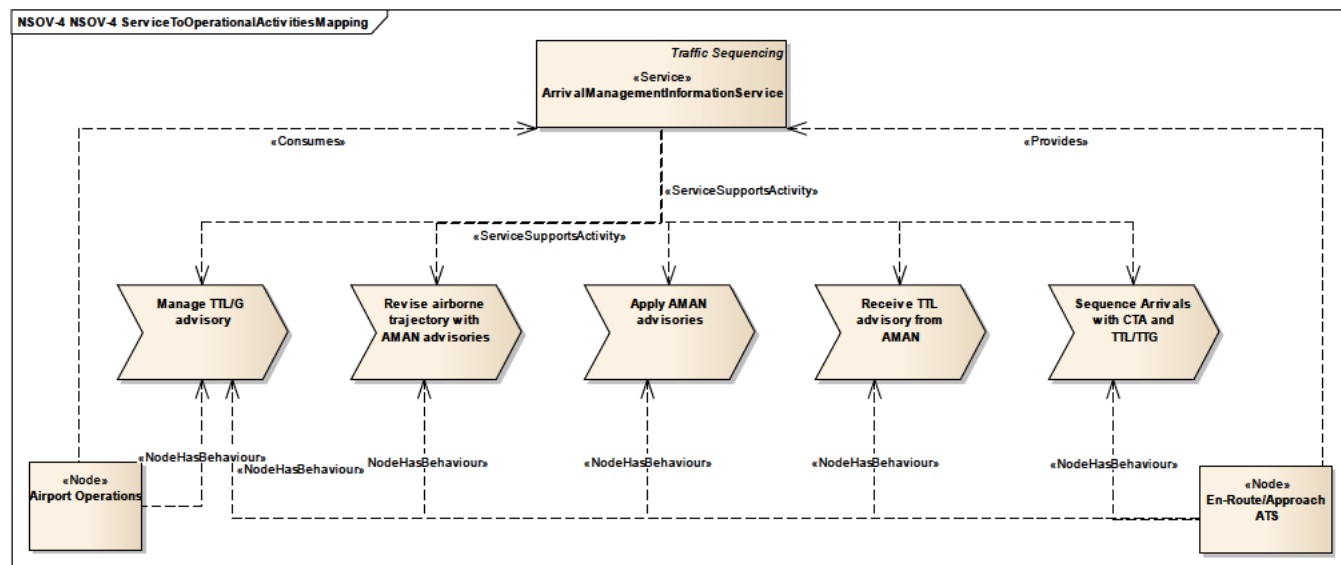 NSOV-4 NSOV-4 ServiceToOperationalActivitiesMapping
Traffic Sequencing
«Service»
ArrivalManagementInformationService
«Consumes»
«Provides»
«ServiceSupportsActivity»
«ServiceSupportsActivity»
Manage TTL/G
advisory
Revise airborne
trajectory with
AMAN advisories
Apply AMAN
advisories
Receive TTL
advisory from
AMAN
Sequence Arrivals
with CTA and
TTL/TTG
«NodeHasBehaviour»
«NodeHasBehaviour»
NodeHasBehaviour»
«NodeHasBehaviour»
«NodeHasBehaviour»
«NodeHasBehaviour»
«Node»
Airport Operations
«Node»
En-Route/Approach
ATS